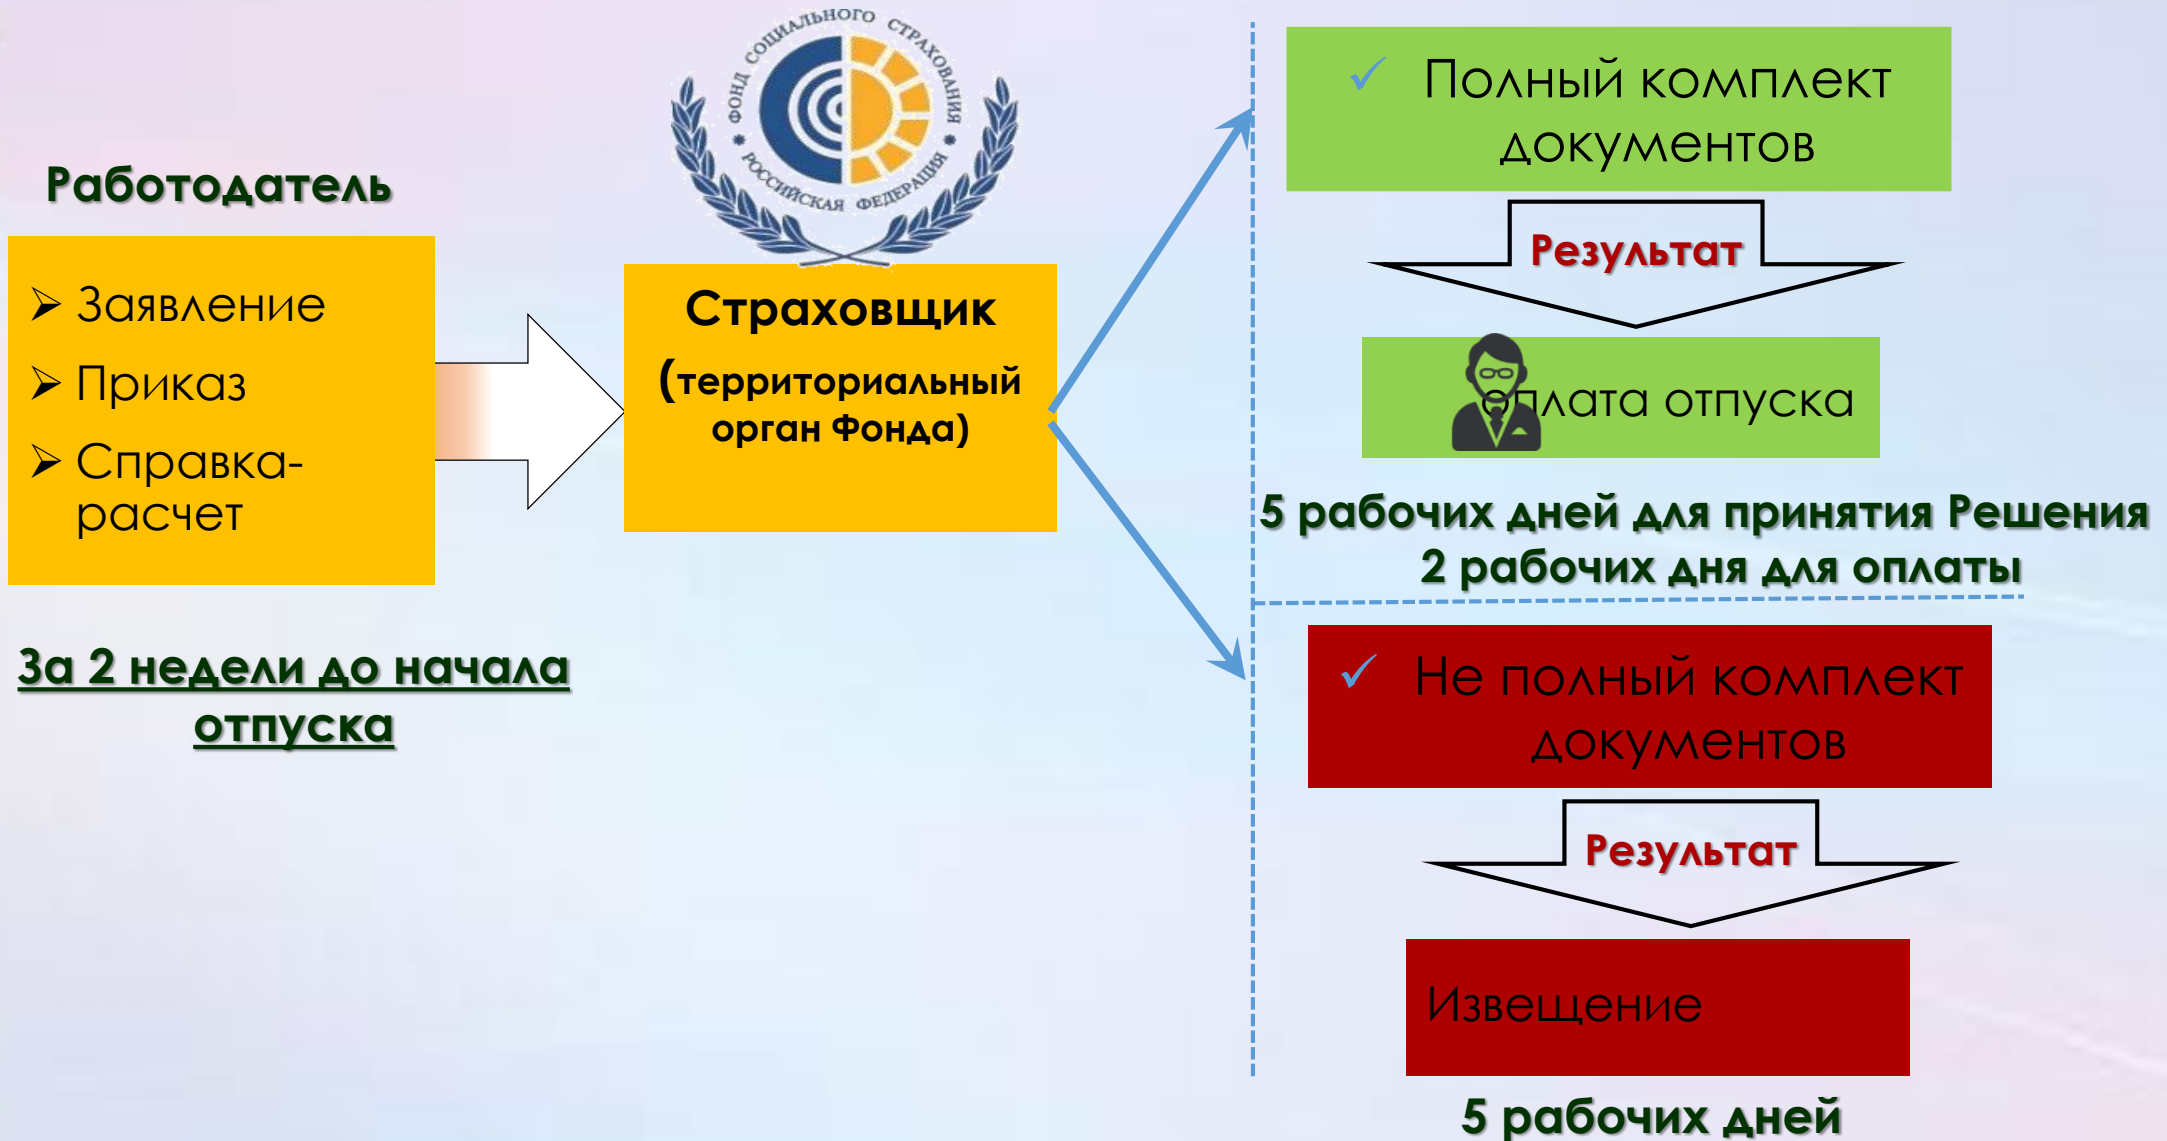 ФОНД СОЦИАЛЬНОГО СТРАХОВАНИЯ
РОССИЙСКАЯ ФЕДЕРАЦИЯ
Работодатель
Заявление
Приказ
Справка-
расчет
За 2 недели до начала
отпуска
Страховщик
(территориальный
орган Фонда)
Полный комплект
документов
Результат
оплата отпуска
5 рабочих дней для принятия Решения
2 рабочих дня для оплаты
Не полный комплект
документов
Результат
Извещение
5 рабочих дней